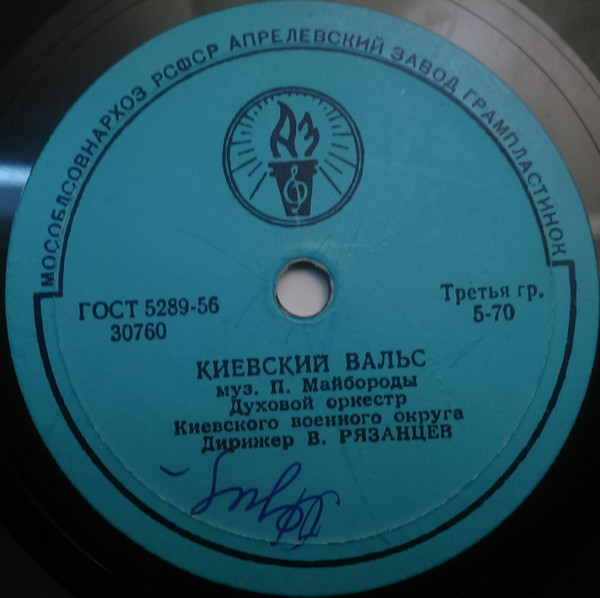 МОСОБЛСОВНАРХОЗ РСФСР АПРЕЛЕВСКИЙ ЗАВОД ГРАМПЛАСТИНОК
АЗ
ГОСТ 5289-56
30760
Третья гр.
5-70
КИЕВСКИЙ ВАЛЬС
муз. П. Майбороды
Духовой оркестр
Киевского военного округа
Дирижер В. РЯЗАНЦЕВ